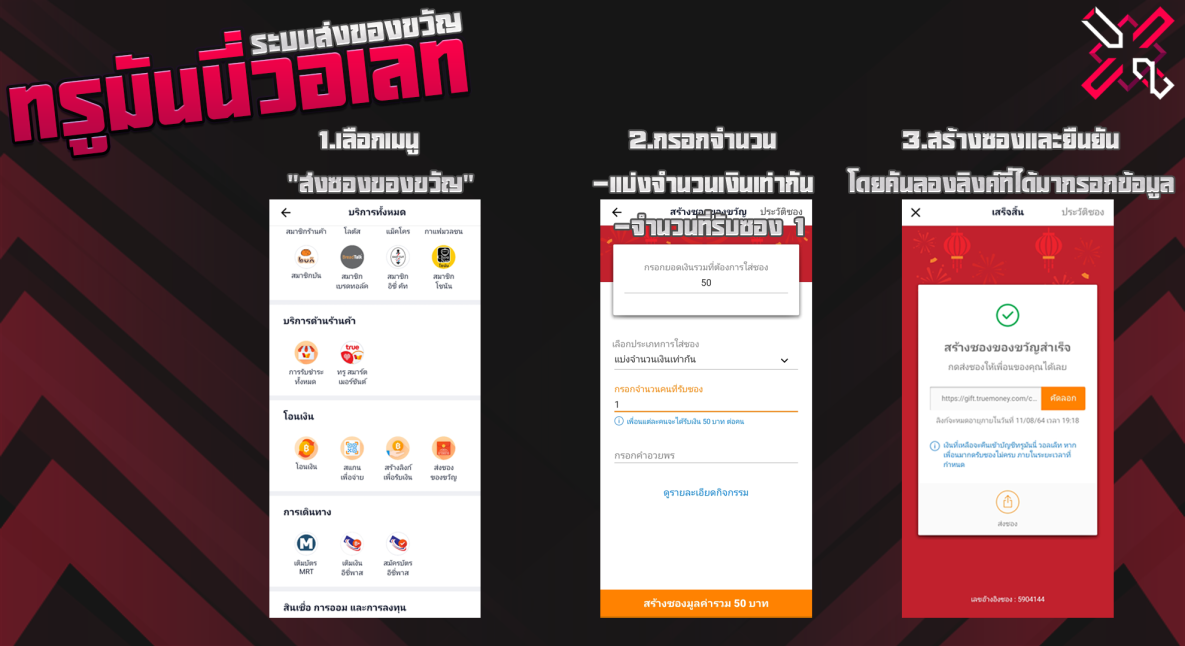 ระบบส่งของขวัญ
ทรูมันนี่วอเลท
1.เลือกเมนู
"ส่งซองของขวัญ"
บริการทั้งหมด
สมาชิกร้านค้า โลตัส แม็คโคร กาแฟมวลชน
สมาชิกบัน สมาชิก เบรดทอล์ค สมาชิก อิซี่ คัท สมาชิก โชนัน
บริการด้านร้านค้า
true
การรับชำระ ทั้งหมด ทรู สมาร์ต เมอร์ชันต์
โอนเงิน
โอนเงิน สแกน เพื่อจ่าย สร้างลิงก์ เพื่อรับเงิน ส่งซอง ของขวัญ
การเดินทาง
เติมบัตร MRT เติมเงิน อีซี่พาส สมัครบัตร อีซี่พาส
สินเชื่อ การออม และการลงทุน
2.กรอกจำนวน
-แบ่งจำนวนเงินเท่ากัน
สร้างซองของขวัญ ประวัติซอง
-จำนวนที่รับซอง 1
กรอกยอดเงินรวมที่ต้องการใส่ซอง
50
เลือกประเภทการใส่ซอง
แบ่งจำนวนเงินเท่ากัน
กรอกจำนวนคนที่รับซอง
1
เพื่อนแต่ละคนจะได้รับเงิน 50 บาท ต่อคน
กรอกคำอวยพร
ดูรายละเอียดกิจกรรม
สร้างซองมูลค่ารวม 50 บาท
3.สร้างซองและยืนยัน
โดยค้นลองลิงค์ที่ได้มากรอกข้อมูล
เสร็จสิ้น ประวัติซอง
สร้างซองของขวัญสำเร็จ
กดส่งซองให้เพื่อนของคุณได้เลย
https://gift.truemoney.com/c... คัดลอก
ลิงก์จะหมดอายุภายในวันที่ 11/08/64 เวลา 19:18
เงินที่เหลือจะคืนเข้าบัญชีทรูมันนี่ วอลเล็ท หาก
เพื่อนมากดรับซองไม่ครบ ภายในระยะเวลาที่
กำหนด
ส่งซอง
เลขอ้างอิงซอง : 5904144